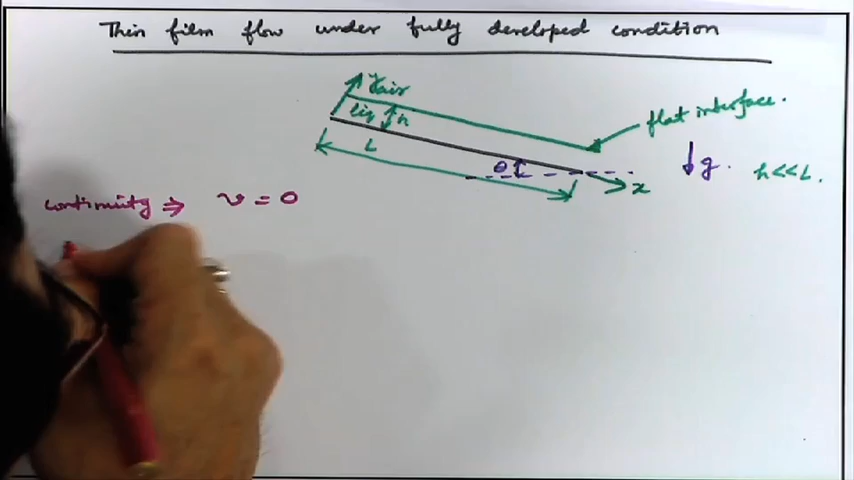 Thin film flow under fully developed condition
y air
liq h
flat interface.
L
θ
↓g.
h<<L.
x
continuity ⇒ v = 0